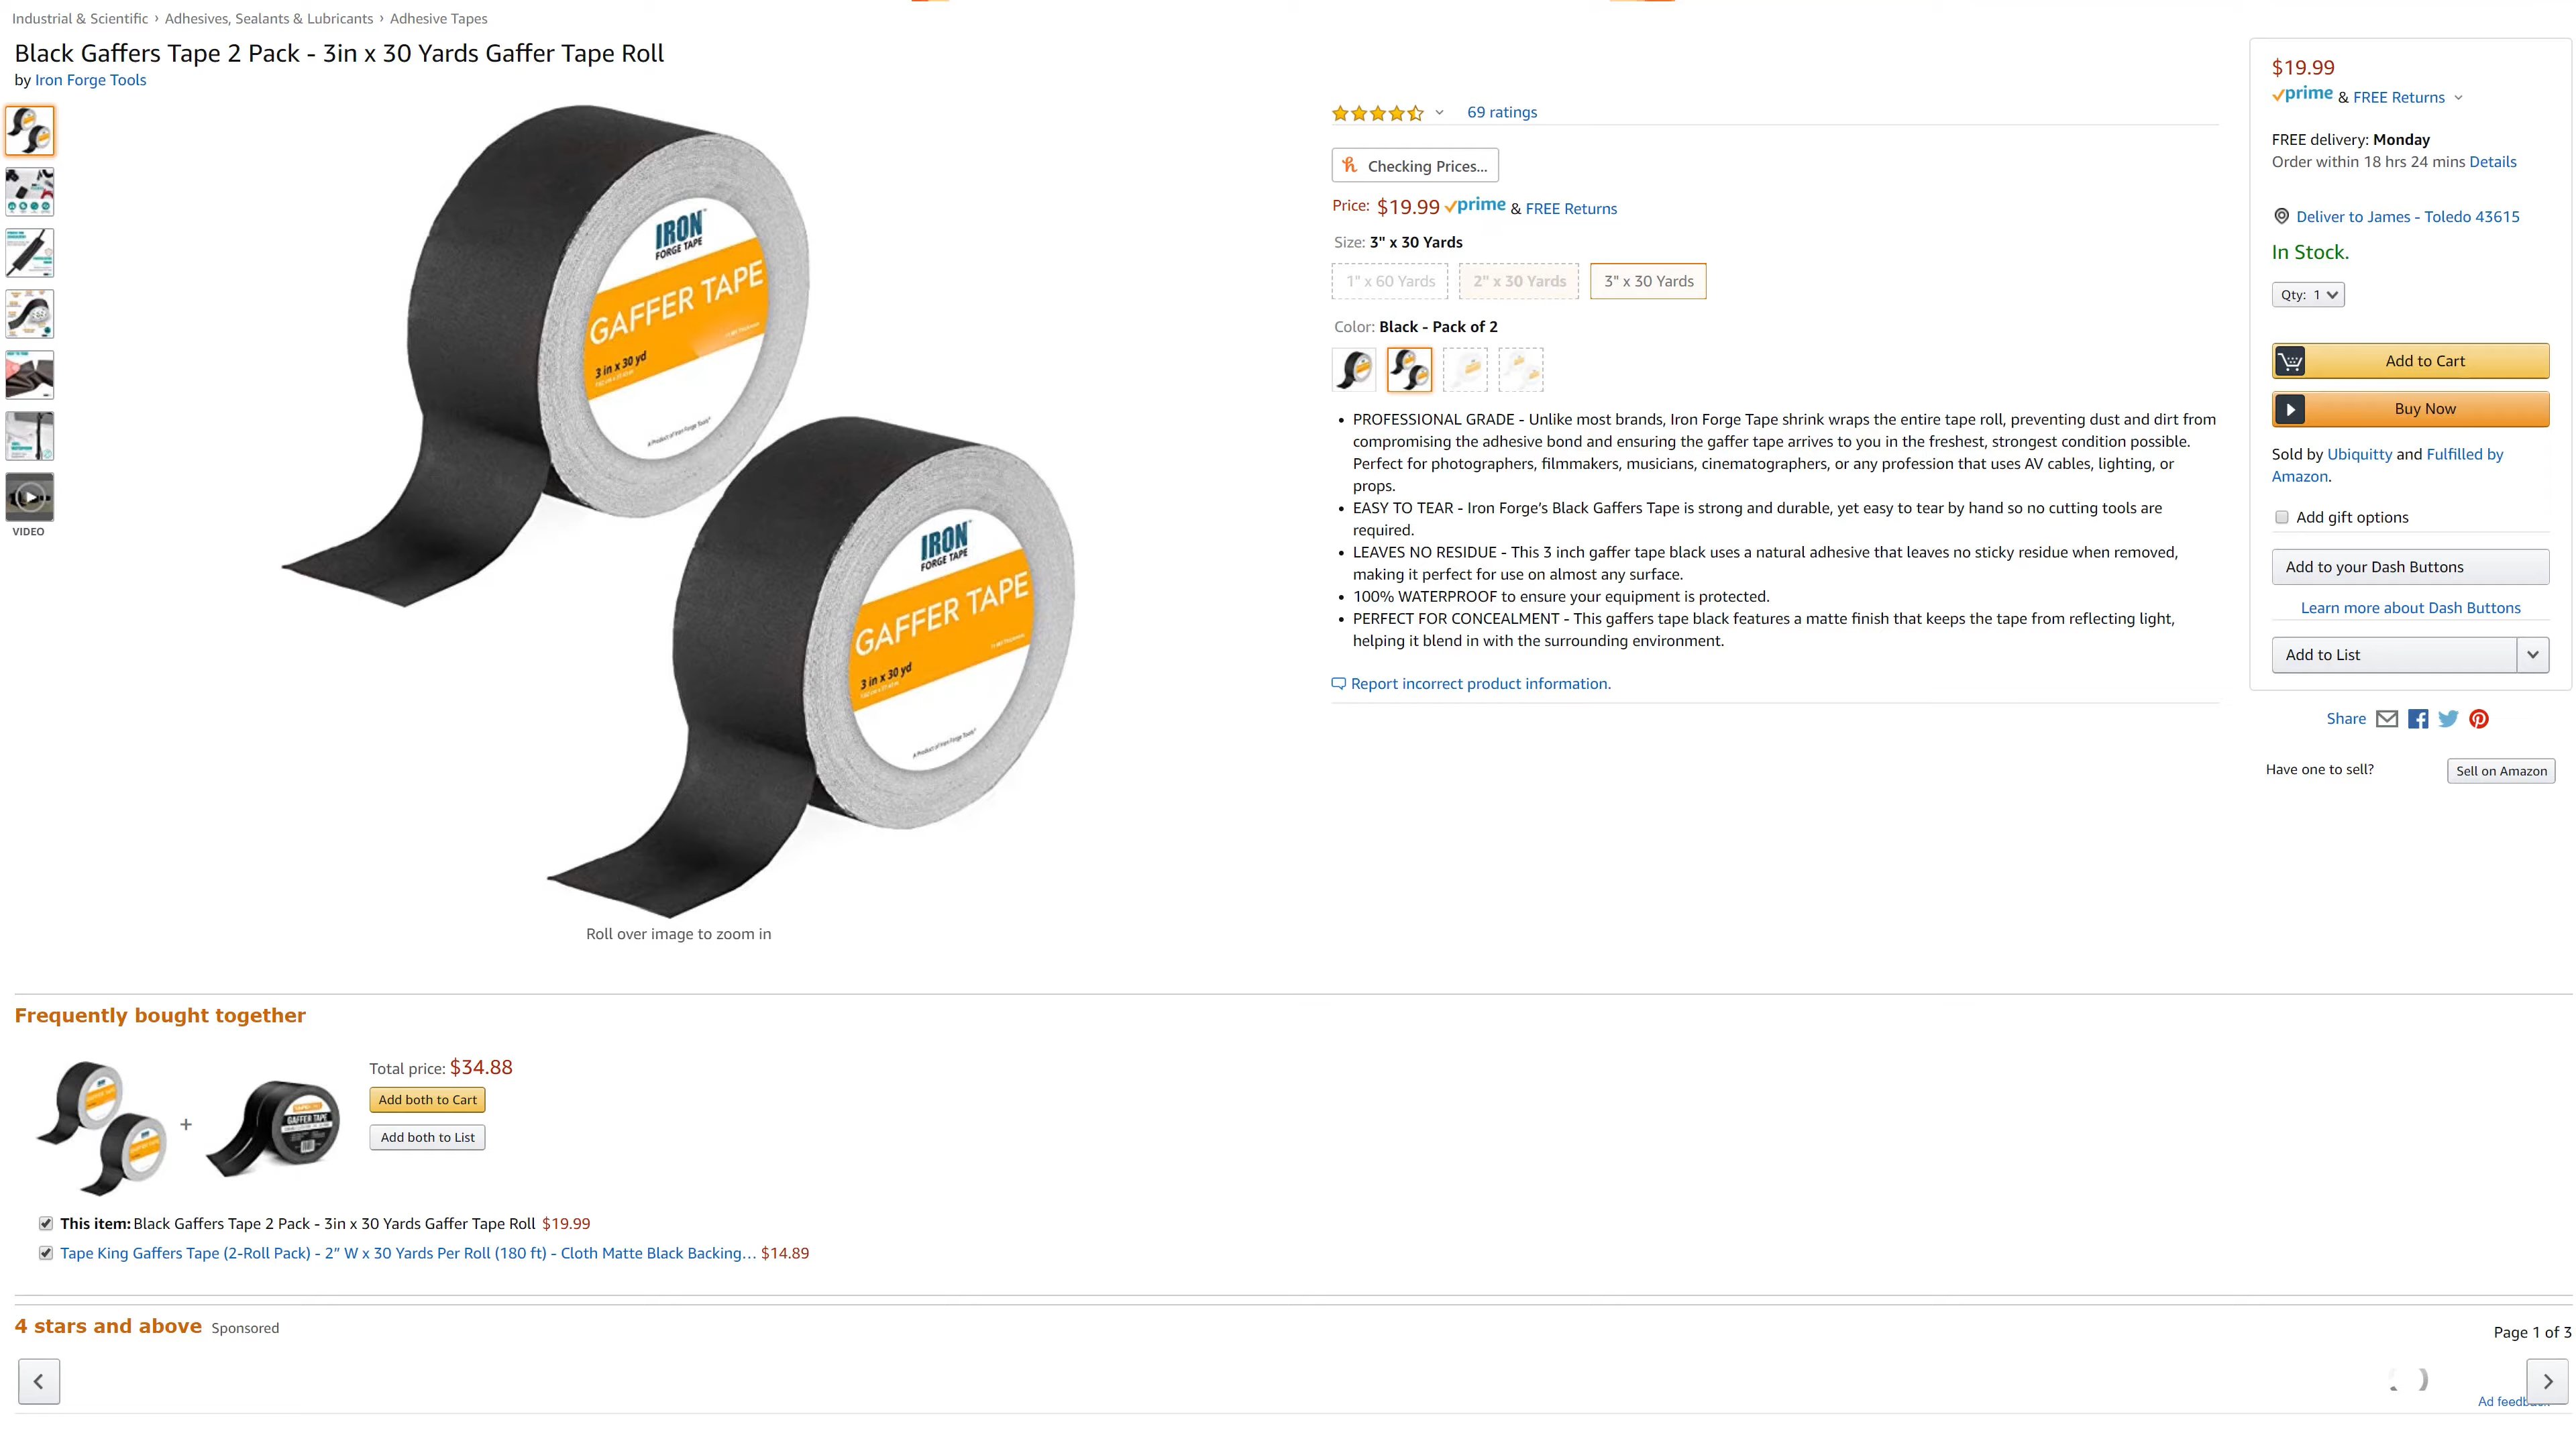 Industrial & Scientific › Adhesives, Sealants & Lubricants › Adhesive Tapes
Black Gaffers Tape 2 Pack - 3in x 30 Yards Gaffer Tape Roll
by Iron Forge Tools
VIDEO
IRON
FORGE TAPE
GAFFER TAPE
3 in x 30 yd
A Product of Iron Forge Tools
IRON
FORGE TAPE
GAFFER TAPE
3 in x 30 yd
A Product of Iron Forge Tools
Roll over image to zoom in
69 ratings
Checking Prices...
Price: $19.99 prime & FREE Returns
Size: 3" x 30 Yards
1" x 60 Yards 2" x 30 Yards 3" x 30 Yards
Color: Black - Pack of 2
• PROFESSIONAL GRADE - Unlike most brands, Iron Forge Tape shrink wraps the entire tape roll, preventing dust and dirt from
compromising the adhesive bond and ensuring the gaffer tape arrives to you in the freshest, strongest condition possible.
Perfect for photographers, filmmakers, musicians, cinematographers, or any profession that uses AV cables, lighting, or
props.
• EASY TO TEAR - Iron Forge’s Black Gaffers Tape is strong and durable, yet easy to tear by hand so no cutting tools are
required.
• LEAVES NO RESIDUE - This 3 inch gaffer tape black uses a natural adhesive that leaves no sticky residue when removed,
making it perfect for use on almost any surface.
• 100% WATERPROOF to ensure your equipment is protected.
• PERFECT FOR CONCEALMENT - This gaffers tape black features a matte finish that keeps the tape from reflecting light,
helping it blend in with the surrounding environment.
Report incorrect product information.
$19.99
prime & FREE Returns
FREE delivery: Monday
Order within 18 hrs 24 mins Details
Deliver to James - Toledo 43615
In Stock.
Qty: 1
Add to Cart
Buy Now
Sold by Ubiquitty and Fulfilled by
Amazon.
Add gift options
Add to your Dash Buttons
Learn more about Dash Buttons
Add to List
Share
Have one to sell? Sell on Amazon
Frequently bought together
GAFFER TAPE
Total price: $34.88
Add both to Cart
Add both to List
This item: Black Gaffers Tape 2 Pack - 3in x 30 Yards Gaffer Tape Roll $19.99
Tape King Gaffers Tape (2-Roll Pack) - 2” W x 30 Yards Per Roll (180 ft) - Cloth Matte Black Backing… $14.89
4 stars and above Sponsored
Page 1 of 3
Ad